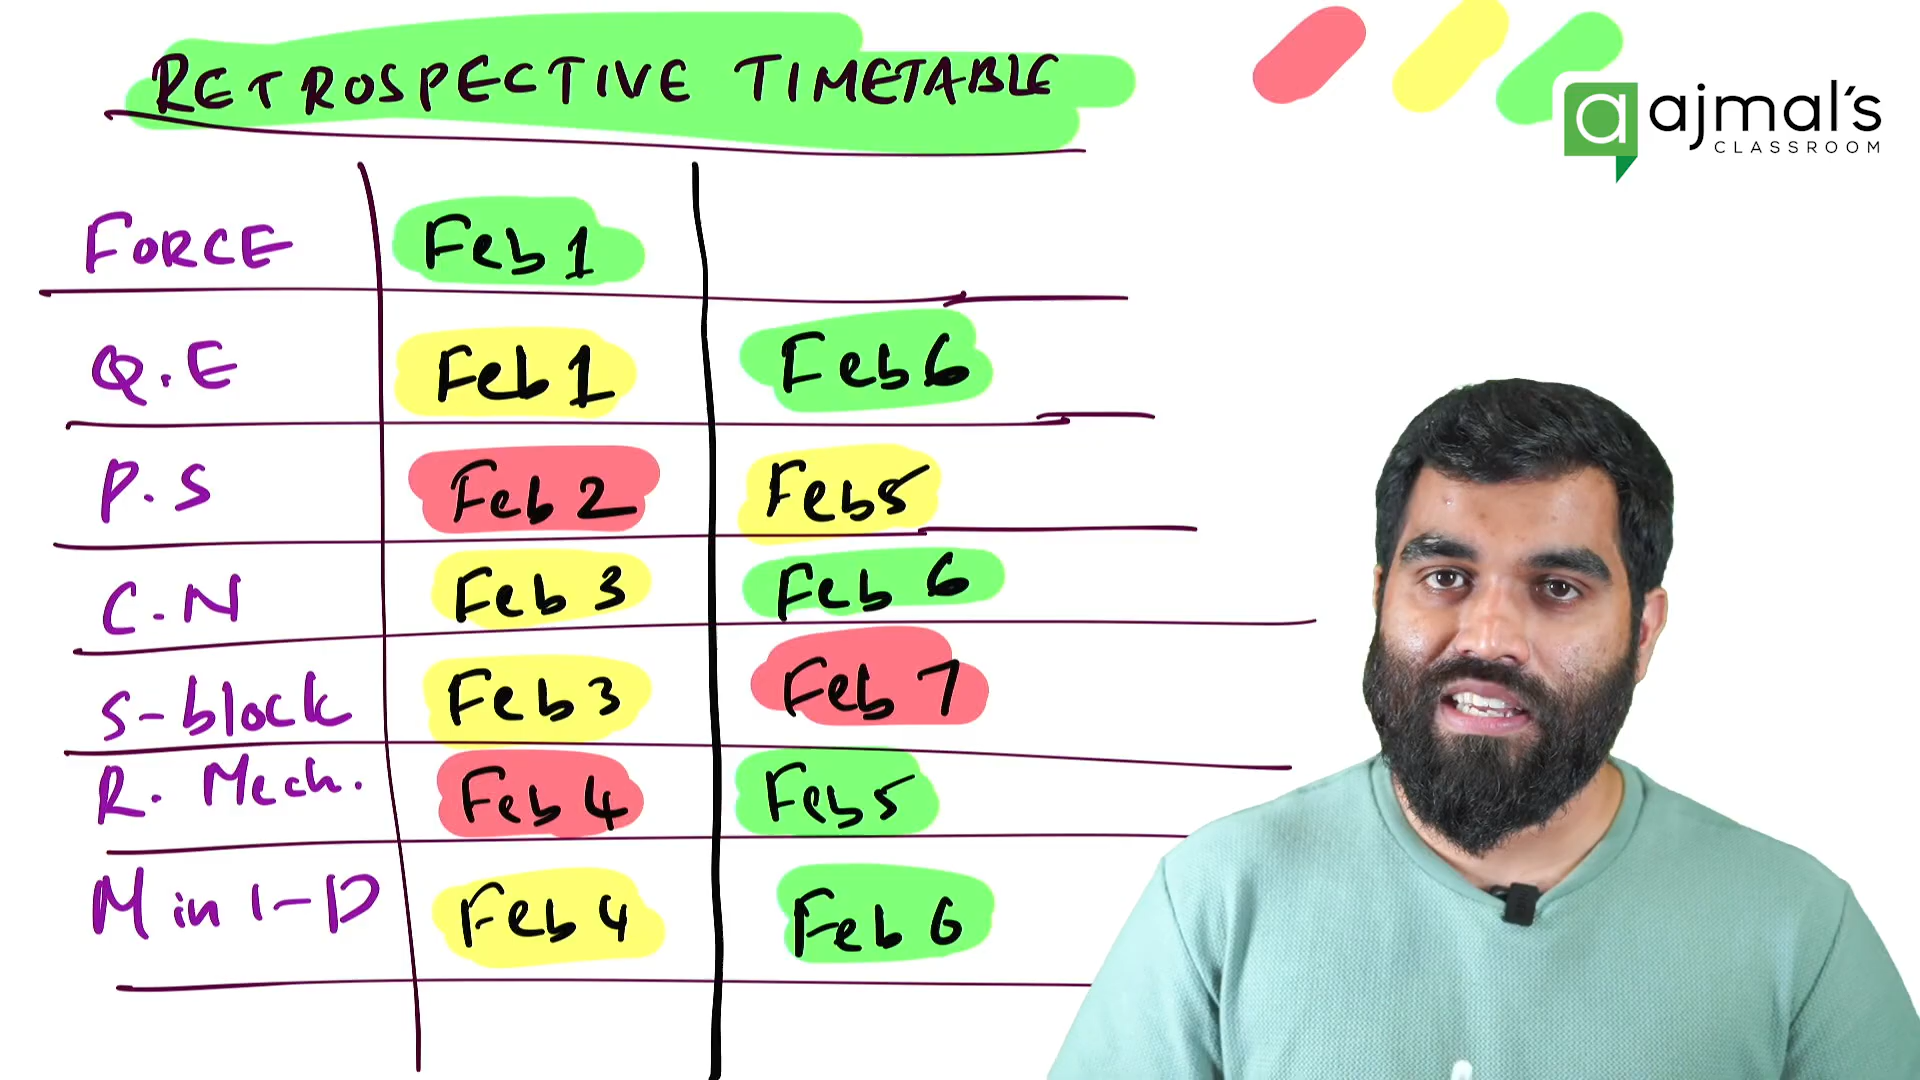 RETROSPECTIVE TIMETABLE
ajmal's
CLASSROOM
FORCE Feb 1
Q.E Feb 1 Feb 6
P.S Feb 2 Feb 5
C.N Feb 3 Feb 6
S-block Feb 3 Feb 7
R. Mech. Feb 4 Feb 5
M in 1-D Feb 4 Feb 6